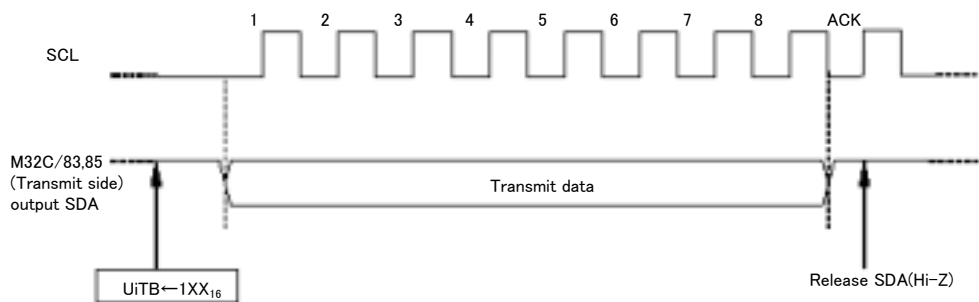 1 2 3 4 5 6 7 8 ACK
SCL
M32C/83,85
(Transmit side)
output SDA
Transmit data
UiTB←1XX₁₆
Release SDA(Hi-Z)